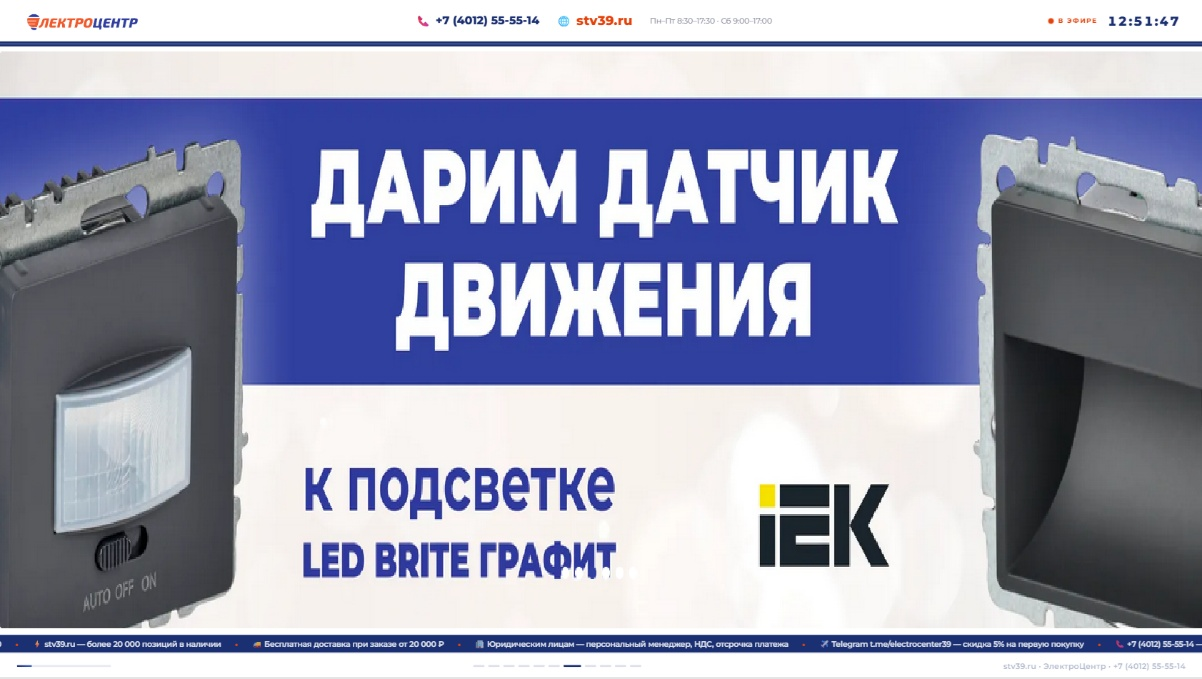 ЭЛЕКТРОЦЕНТР
+7 (4012) 55-55-14
stv39.ru
Пн-Пт 8:30-17:30 · Сб 9:00-17:00
В ЭФИРЕ
12:51:47
ДАРИМ ДАТЧИК
ДВИЖЕНИЯ
К ПОДСВЕТКЕ
LED BRITE ГРАФИТ
iEK
AUTO OFF ON
stv39.ru — более 20 000 позиций в наличии • Бесплатная доставка при заказе от 20 000 ₽ • Юридическим лицам — персональный менеджер, НДС, отсрочка платежа • Telegram t.me/electrocenter39 — скидка 5% на первую покупку • +7 (4012) 55-55-14 —
stv39.ru • ЭлектроЦентр • +7 (4012) 55-55-14